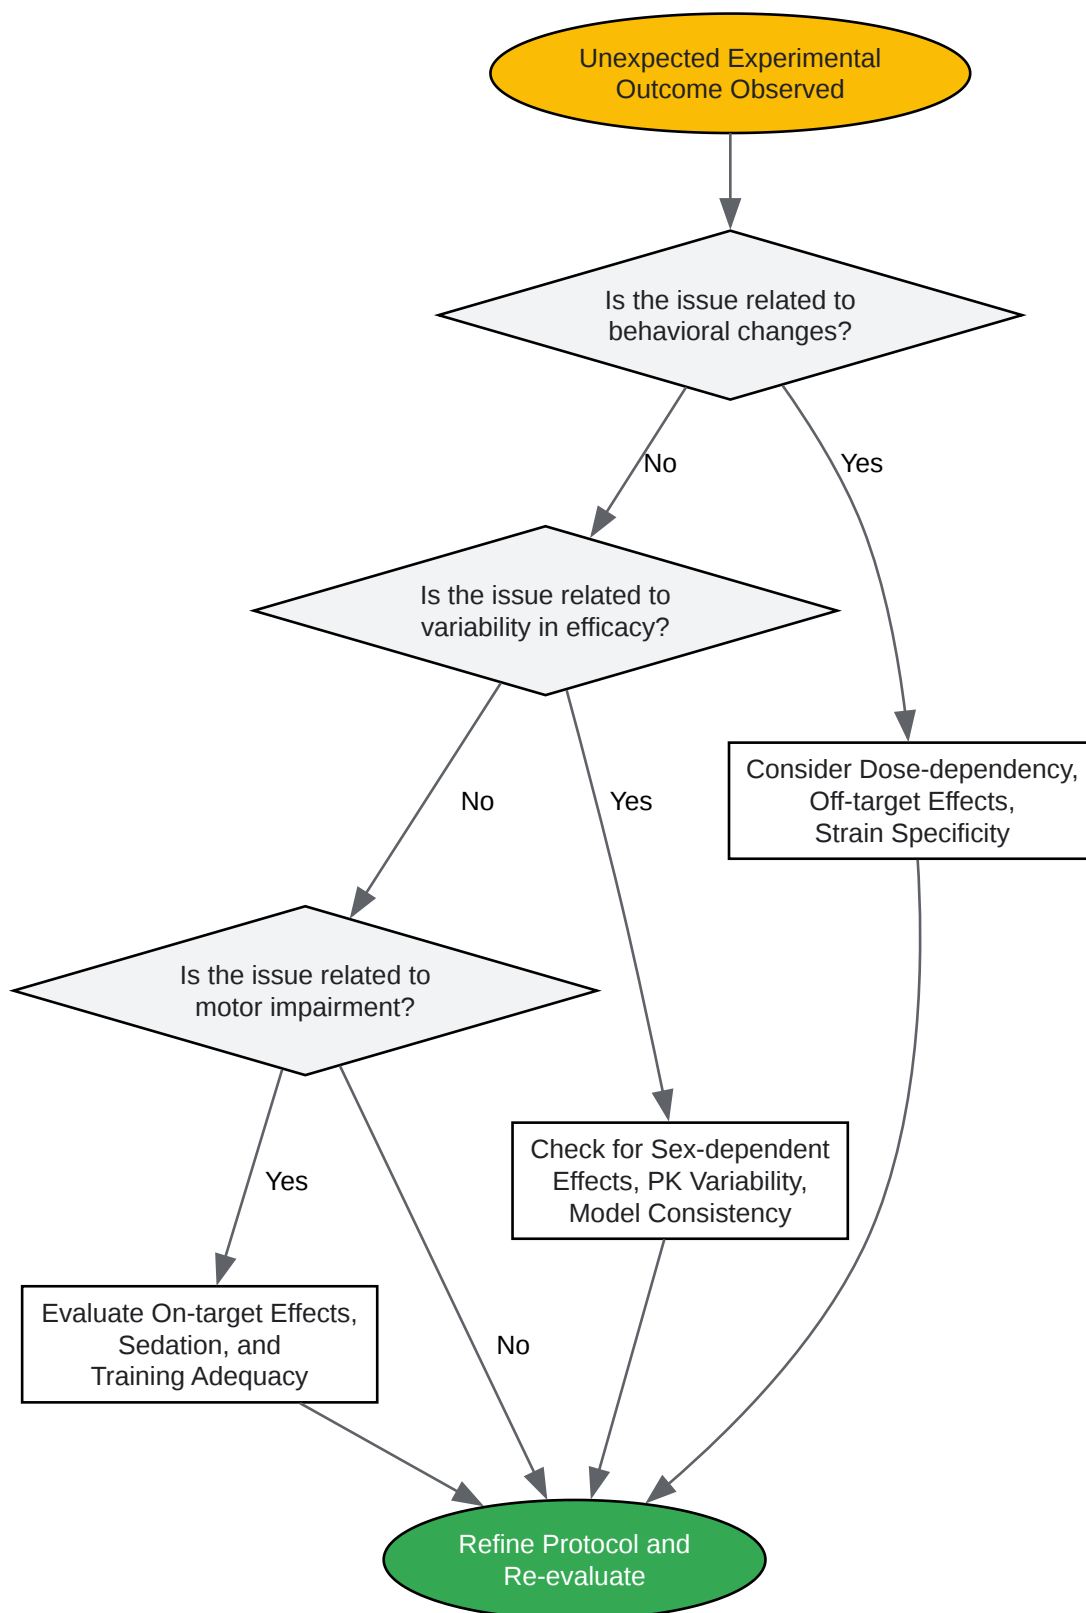 Unexpected Experimental
Outcome Observed
Is the issue related to
behavioral changes?
No
Yes
Is the issue related to
variability in efficacy?
No
Yes
Consider Dose-dependency,
Off-target Effects,
Strain Specificity
Is the issue related to
motor impairment?
Yes
No
Check for Sex-dependent
Effects, PK Variability,
Model Consistency
Evaluate On-target Effects,
Sedation, and
Training Adequacy
Refine Protocol and
Re-evaluate